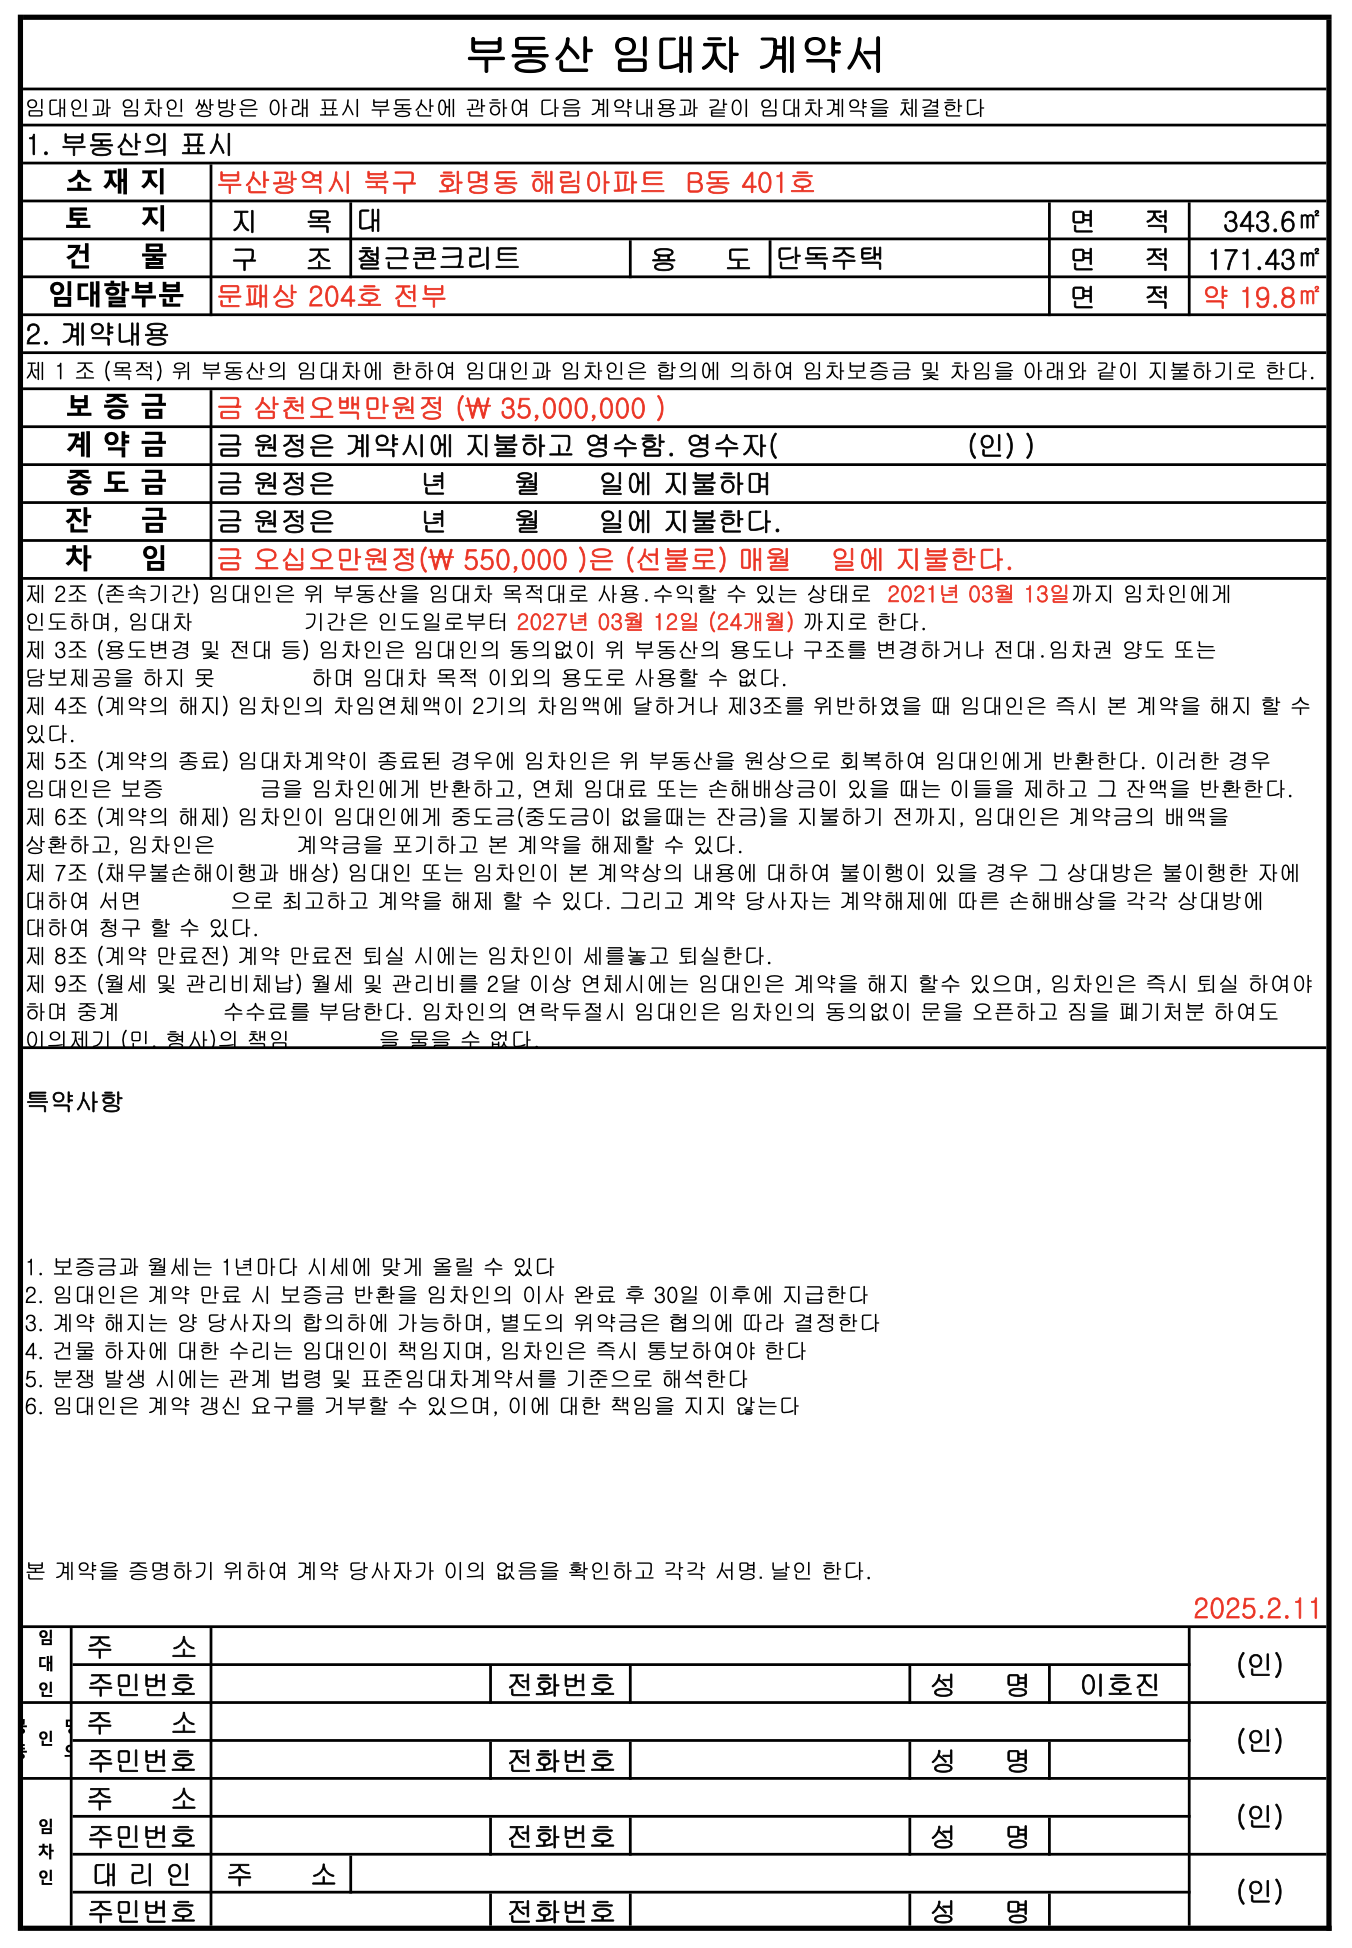 부동산 임대차 계약서
임대인과 임차인 쌍방은 아래 표시 부동산에 관하여 다음 계약내용과 같이 임대차계약을 체결한다
1. 부동산의 표시
소 재 지 부산광역시 북구 화명동 해림아파트 B동 401호
토 지 지 목 대 면 적 343.6㎡
건 물 구 조 철근콘크리트 용 도 단독주택 면 적 171.43㎡
임대할부분 문패상 204호 전부 면 적 약 19.8㎡
2. 계약내용
제 1 조 (목적) 위 부동산의 임대차에 한하여 임대인과 임차인은 합의에 의하여 임차보증금 및 차임을 아래와 같이 지불하기로 한다.
보 증 금 금 삼천오백만원정 (₩ 35,000,000 )
계 약 금 금 원정은 계약시에 지불하고 영수함. 영수자( (인) )
중 도 금 금 원정은 년 월 일에 지불하며
잔 금 금 원정은 년 월 일에 지불한다.
차 임 금 오십오만원정(₩ 550,000 )은 (선불로) 매월 일에 지불한다.
제 2조 (존속기간) 임대인은 위 부동산을 임대차 목적대로 사용.수익할 수 있는 상태로 2021년 03월 13일까지 임차인에게
인도하며, 임대차 기간은 인도일로부터 2027년 03월 12일 (24개월) 까지로 한다.
제 3조 (용도변경 및 전대 등) 임차인은 임대인의 동의없이 위 부동산의 용도나 구조를 변경하거나 전대.임차권 양도 또는
담보제공을 하지 못 하며 임대차 목적 이외의 용도로 사용할 수 없다.
제 4조 (계약의 해지) 임차인의 차임연체액이 2기의 차임액에 달하거나 제3조를 위반하였을 때 임대인은 즉시 본 계약을 해지 할 수
있다.
제 5조 (계약의 종료) 임대차계약이 종료된 경우에 임차인은 위 부동산을 원상으로 회복하여 임대인에게 반환한다. 이러한 경우
임대인은 보증 금을 임차인에게 반환하고, 연체 임대료 또는 손해배상금이 있을 때는 이들을 제하고 그 잔액을 반환한다.
제 6조 (계약의 해제) 임차인이 임대인에게 중도금(중도금이 없을때는 잔금)을 지불하기 전까지, 임대인은 계약금의 배액을
상환하고, 임차인은 계약금을 포기하고 본 계약을 해제할 수 있다.
제 7조 (채무불손해이행과 배상) 임대인 또는 임차인이 본 계약상의 내용에 대하여 불이행이 있을 경우 그 상대방은 불이행한 자에
대하여 서면 으로 최고하고 계약을 해제 할 수 있다. 그리고 계약 당사자는 계약해제에 따른 손해배상을 각각 상대방에
대하여 청구 할 수 있다.
제 8조 (계약 만료전) 계약 만료전 퇴실 시에는 임차인이 세를놓고 퇴실한다.
제 9조 (월세 및 관리비체납) 월세 및 관리비를 2달 이상 연체시에는 임대인은 계약을 해지 할수 있으며, 임차인은 즉시 퇴실 하여야
하며 중계 수수료를 부담한다. 임차인의 연락두절시 임대인은 임차인의 동의없이 문을 오픈하고 짐을 폐기처분 하여도
이의제기 (민. 형사)의 책임 을 물을 수 없다.
특약사항
1. 보증금과 월세는 1년마다 시세에 맞게 올릴 수 있다
2. 임대인은 계약 만료 시 보증금 반환을 임차인의 이사 완료 후 30일 이후에 지급한다
3. 계약 해지는 양 당사자의 합의하에 가능하며, 별도의 위약금은 협의에 따라 결정한다
4. 건물 하자에 대한 수리는 임대인이 책임지며, 임차인은 즉시 통보하여야 한다
5. 분쟁 발생 시에는 관계 법령 및 표준임대차계약서를 기준으로 해석한다
6. 임대인은 계약 갱신 요구를 거부할 수 있으며, 이에 대한 책임을 지지 않는다
본 계약을 증명하기 위하여 계약 당사자가 이의 없음을 확인하고 각각 서명. 날인 한다.
2025.2.11
임대인 주 소 (인)
주민번호 전화번호 성 명 이호진
인 주 소 (인)
주민번호 전화번호 성 명
임차인 주 소 (인)
주민번호 전화번호 성 명
대 리 인 주 소 (인)
주민번호 전화번호 성 명